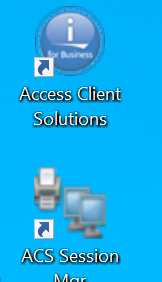 i
for Business
Access Client
Solutions
ACS Session
Mgr